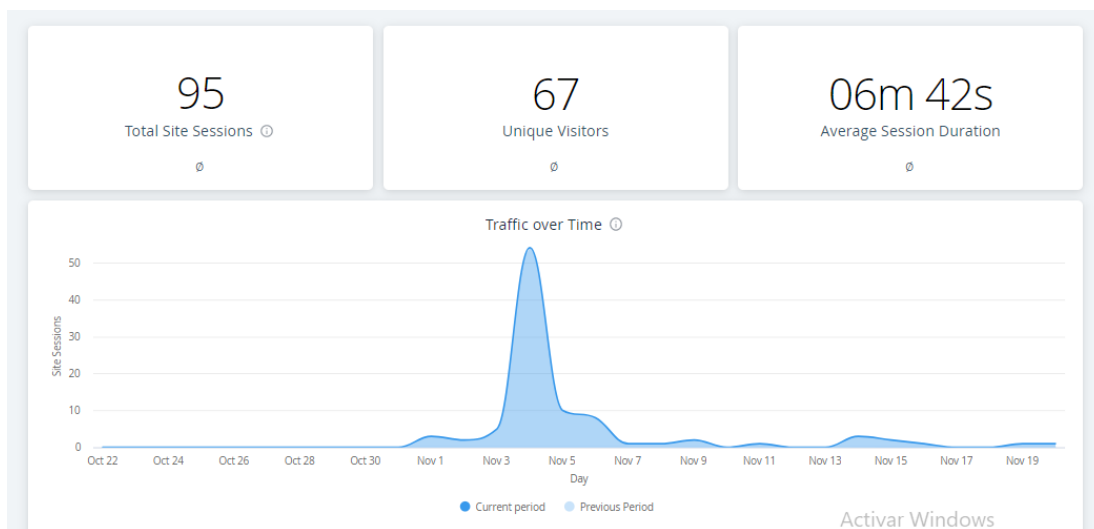 95
Total Site Sessions
Ø
67
Unique Visitors
Ø
06m 42s
Average Session Duration
Ø
Traffic over Time
50
40
30
20
10
0
Site Sessions
Oct 22 Oct 24 Oct 26 Oct 28 Oct 30 Nov 1 Nov 3 Nov 5 Nov 7 Nov 9 Nov 11 Nov 13 Nov 15 Nov 17 Nov 19
Day
Current period Previous Period
Activar Windows